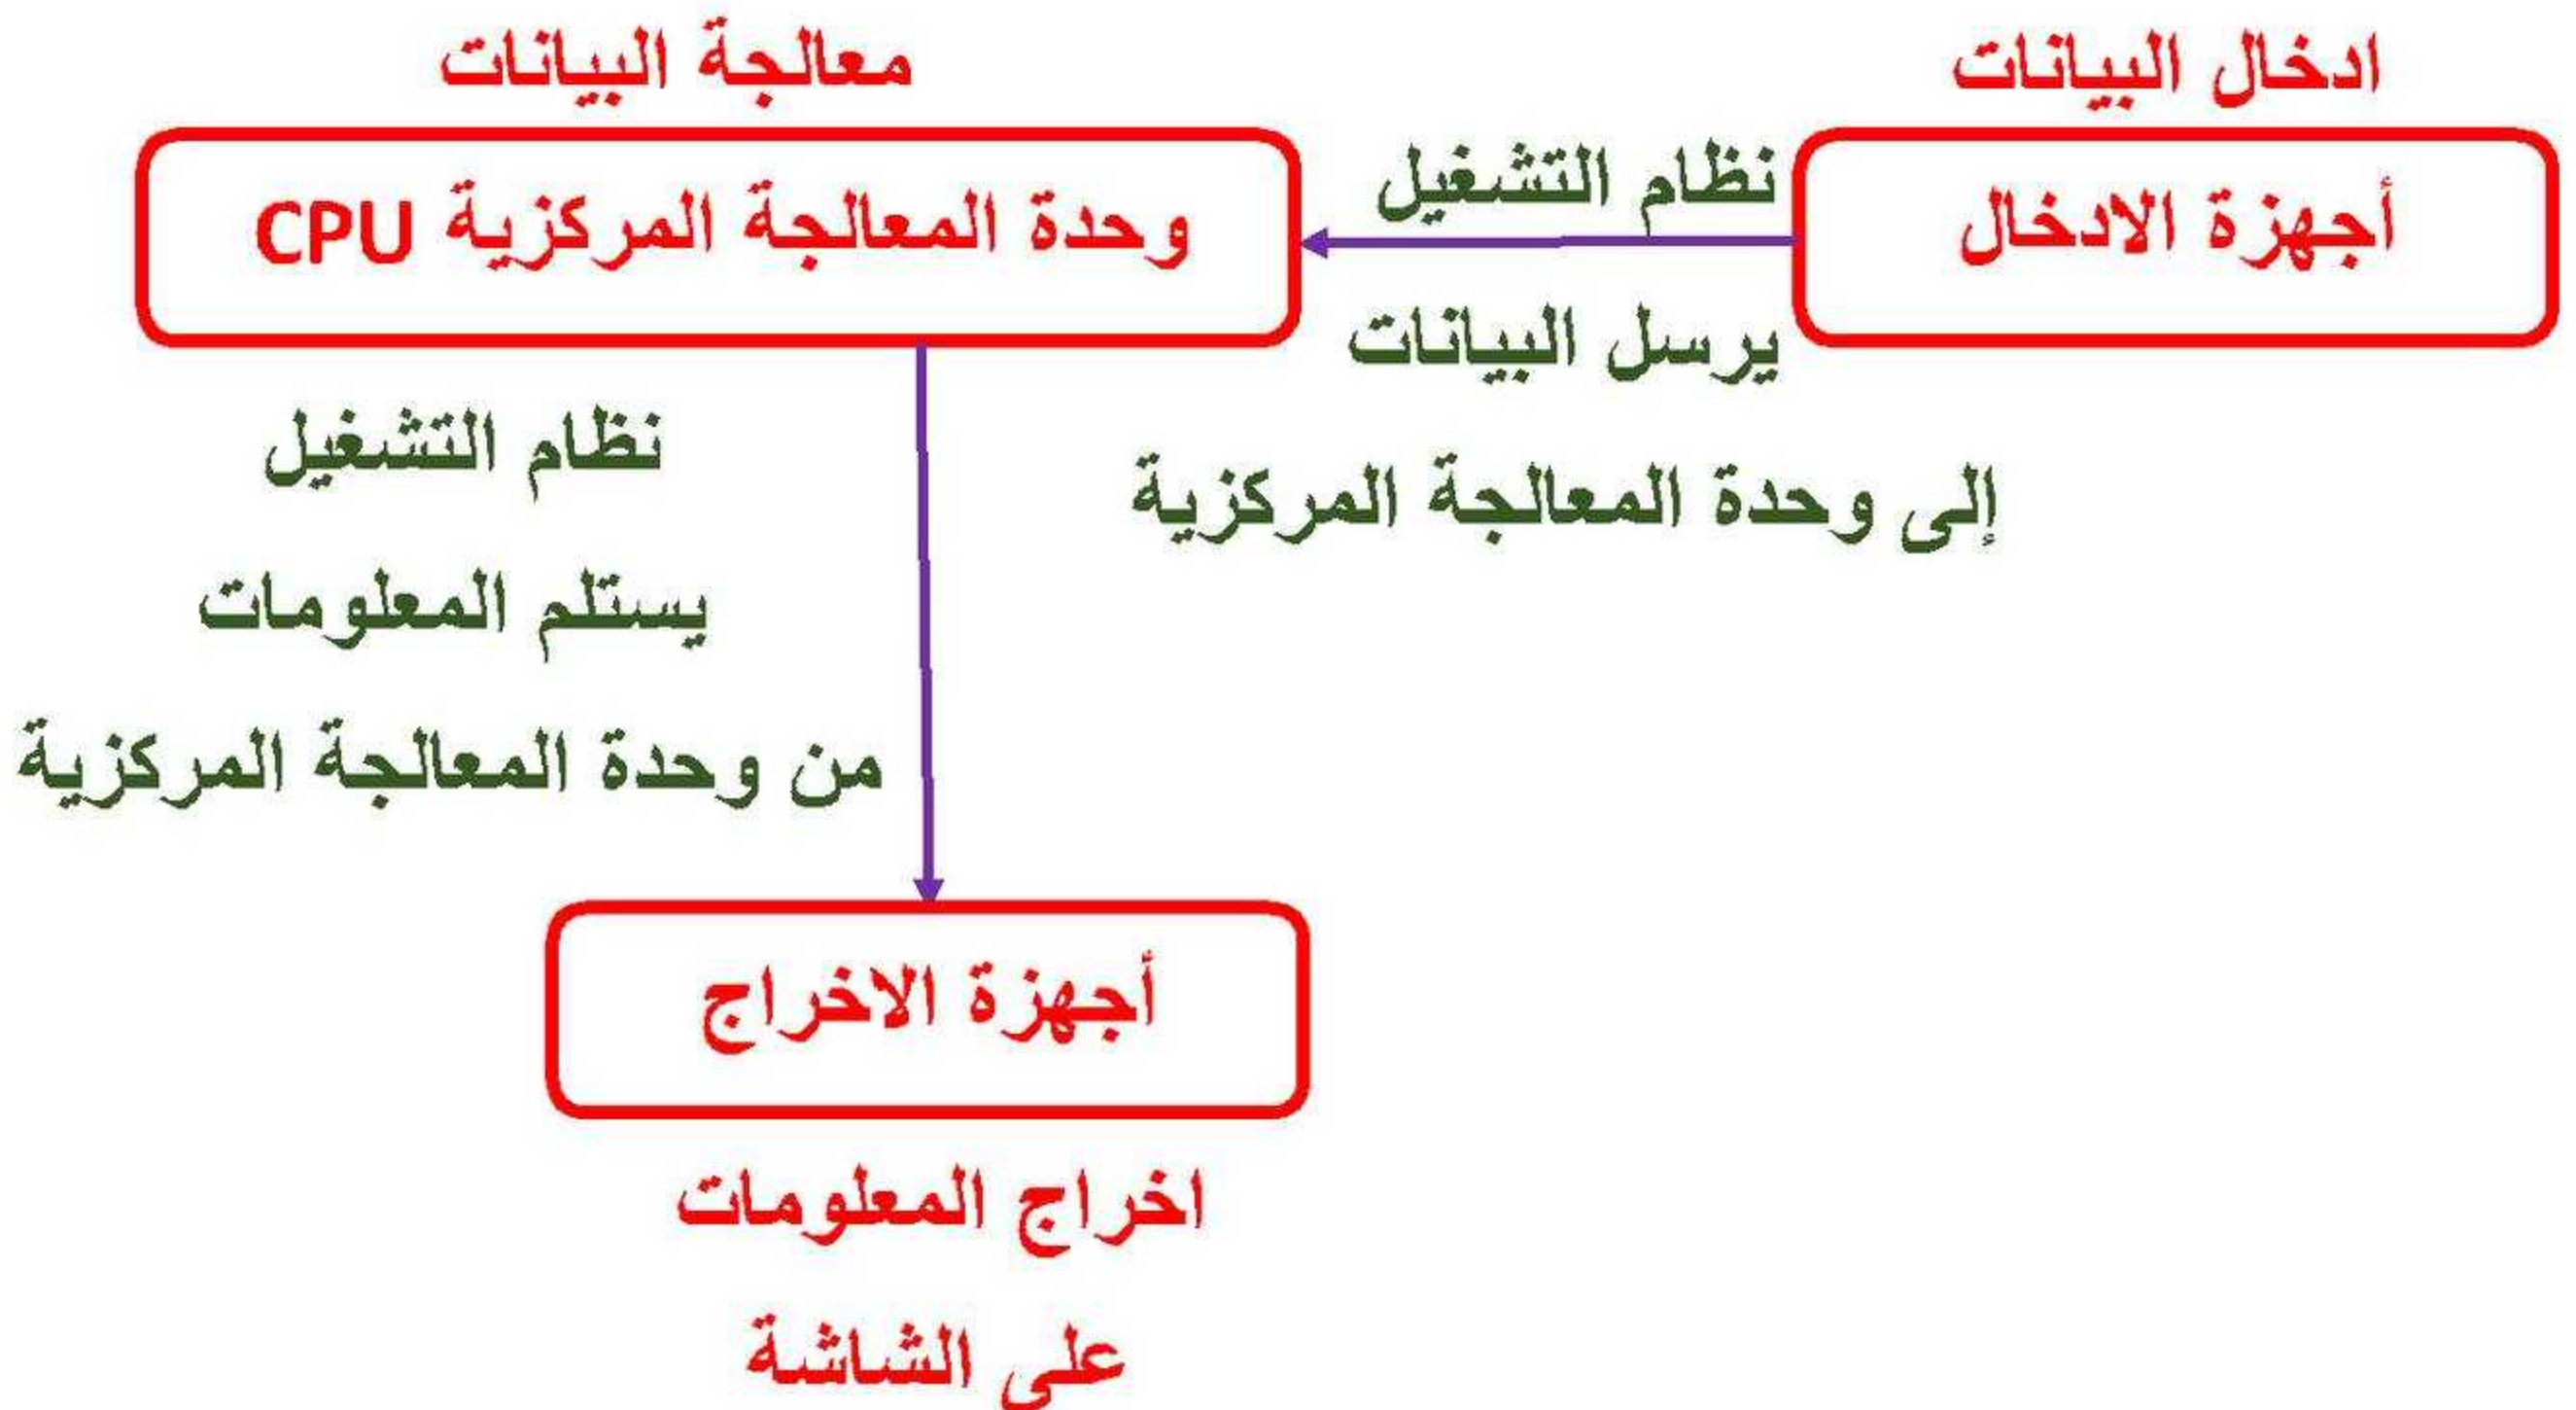 ادخال البيانات
أجهزة الادخال
نظام التشغيل
يرسل البيانات
إلى وحدة المعالجة المركزية
معالجة البيانات
وحدة المعالجة المركزية CPU
نظام التشغيل
يستلم المعلومات
من وحدة المعالجة المركزية
أجهزة الاخراج
اخراج المعلومات
على الشاشة